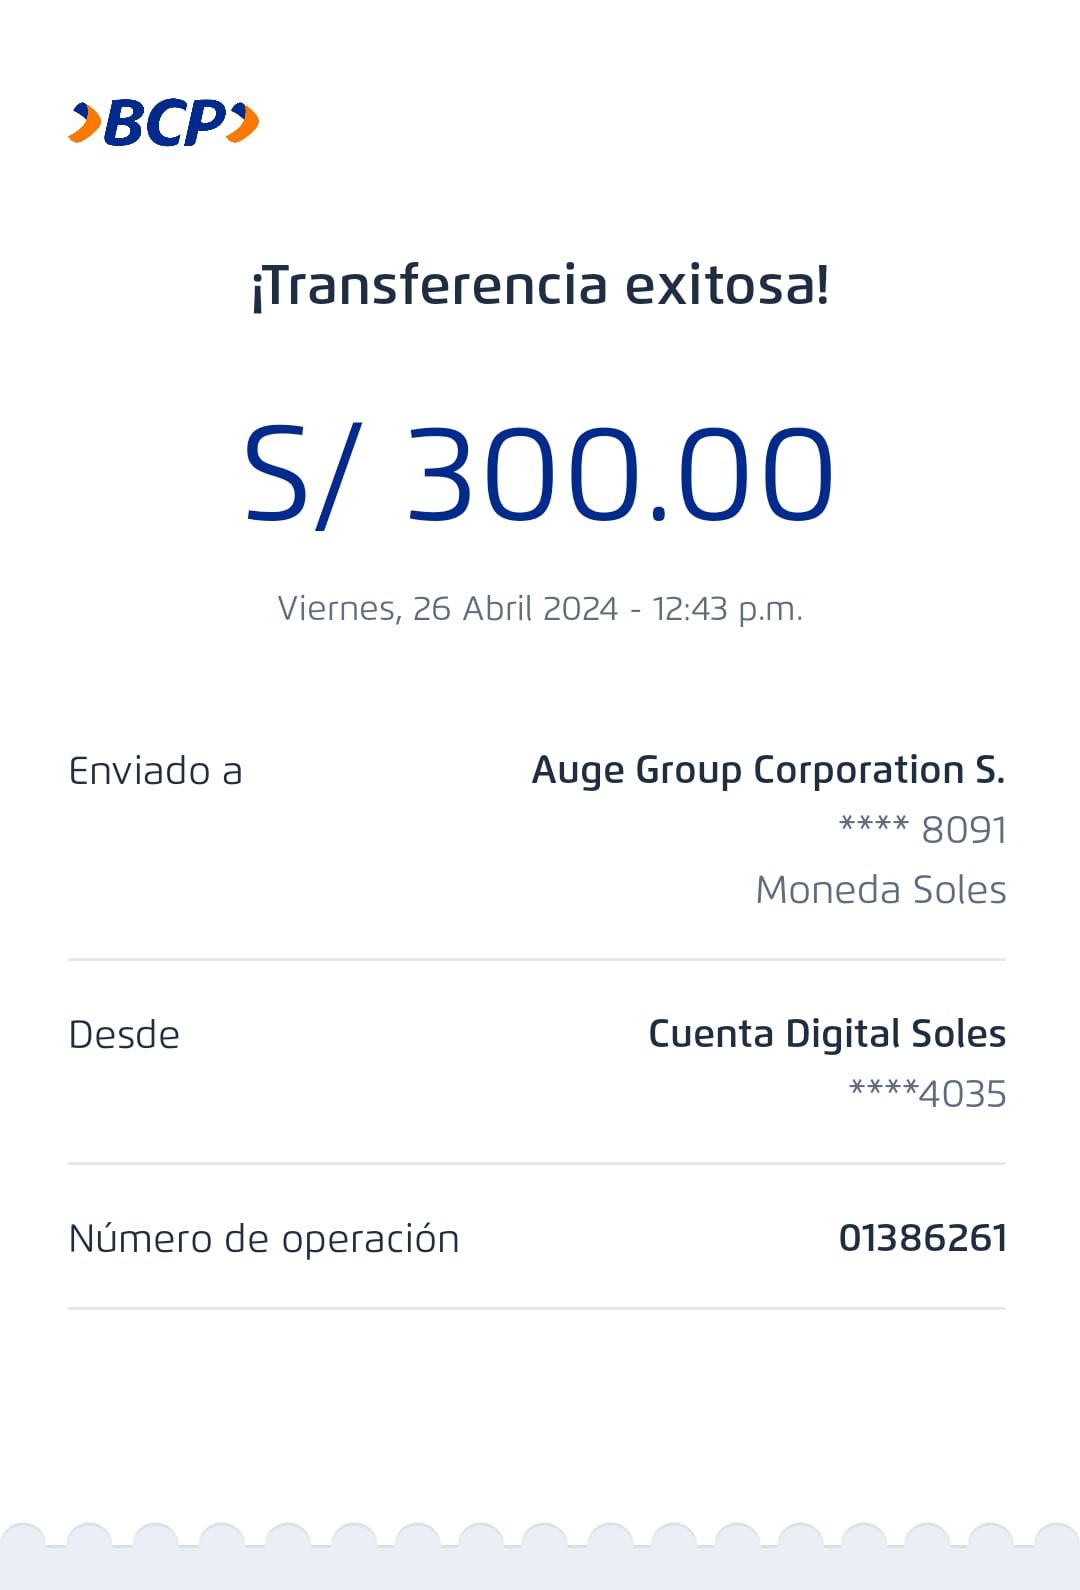 BCP
¡Transferencia exitosa!
S/ 300.00
Viernes, 26 Abril 2024 - 12:43 p.m.
Enviado a
Auge Group Corporation S.
**** 8091
Moneda Soles
Desde
Cuenta Digital Soles
****4035
Número de operación
01386261